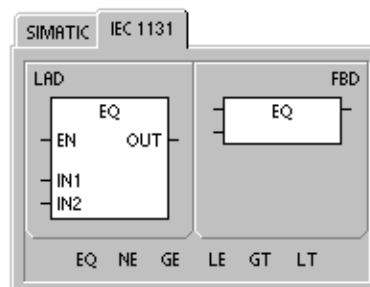 SIMATIC IEC 1131
LAD FBD
EQ EQ
EN OUT
IN1
IN2
EQ NE GE LE GT LT